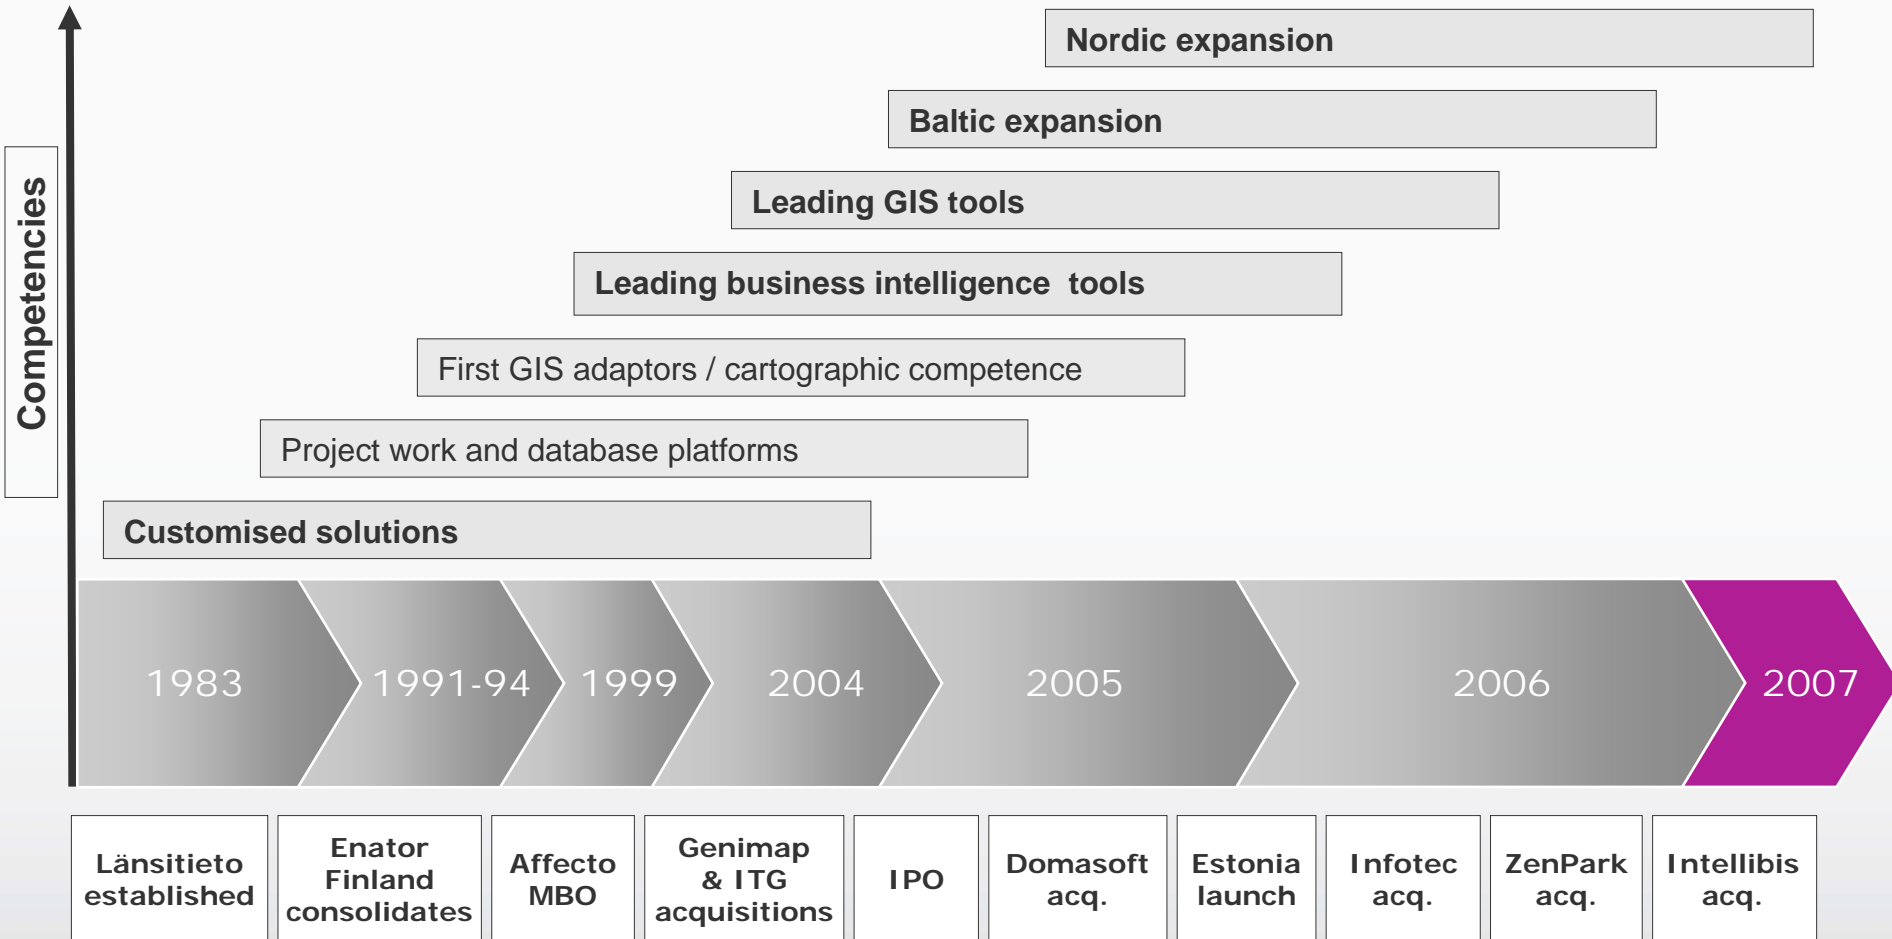 Nordic expansion
Baltic expansion
Leading GIS tools
Leading business intelligence  tools
First GIS adaptors / cartographic competence
Project work and database platforms
Customised solutions
Competencies
1983
1991-94
1999
2004
2005
2006
2007
Länsitieto
established
Enator
Finland
consolidates
Affecto
MBO
Genimap
& ITG
acquisitions
IPO
Domasoft
acq.
Estonia
launch
Infotec
acq.
ZenPark
acq.
Intellibis
acq.